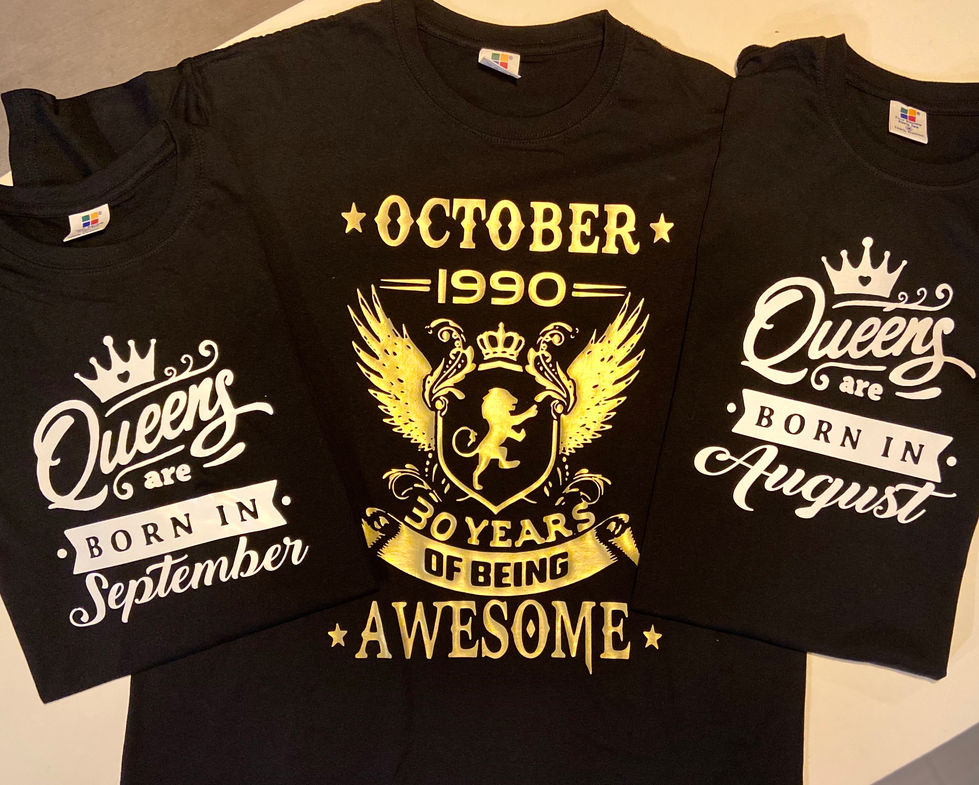 Queens
are
BORN IN
September
OCTOBER
1990
30 YEARS
OF BEING
AWESOME
Queens
are
BORN IN
August